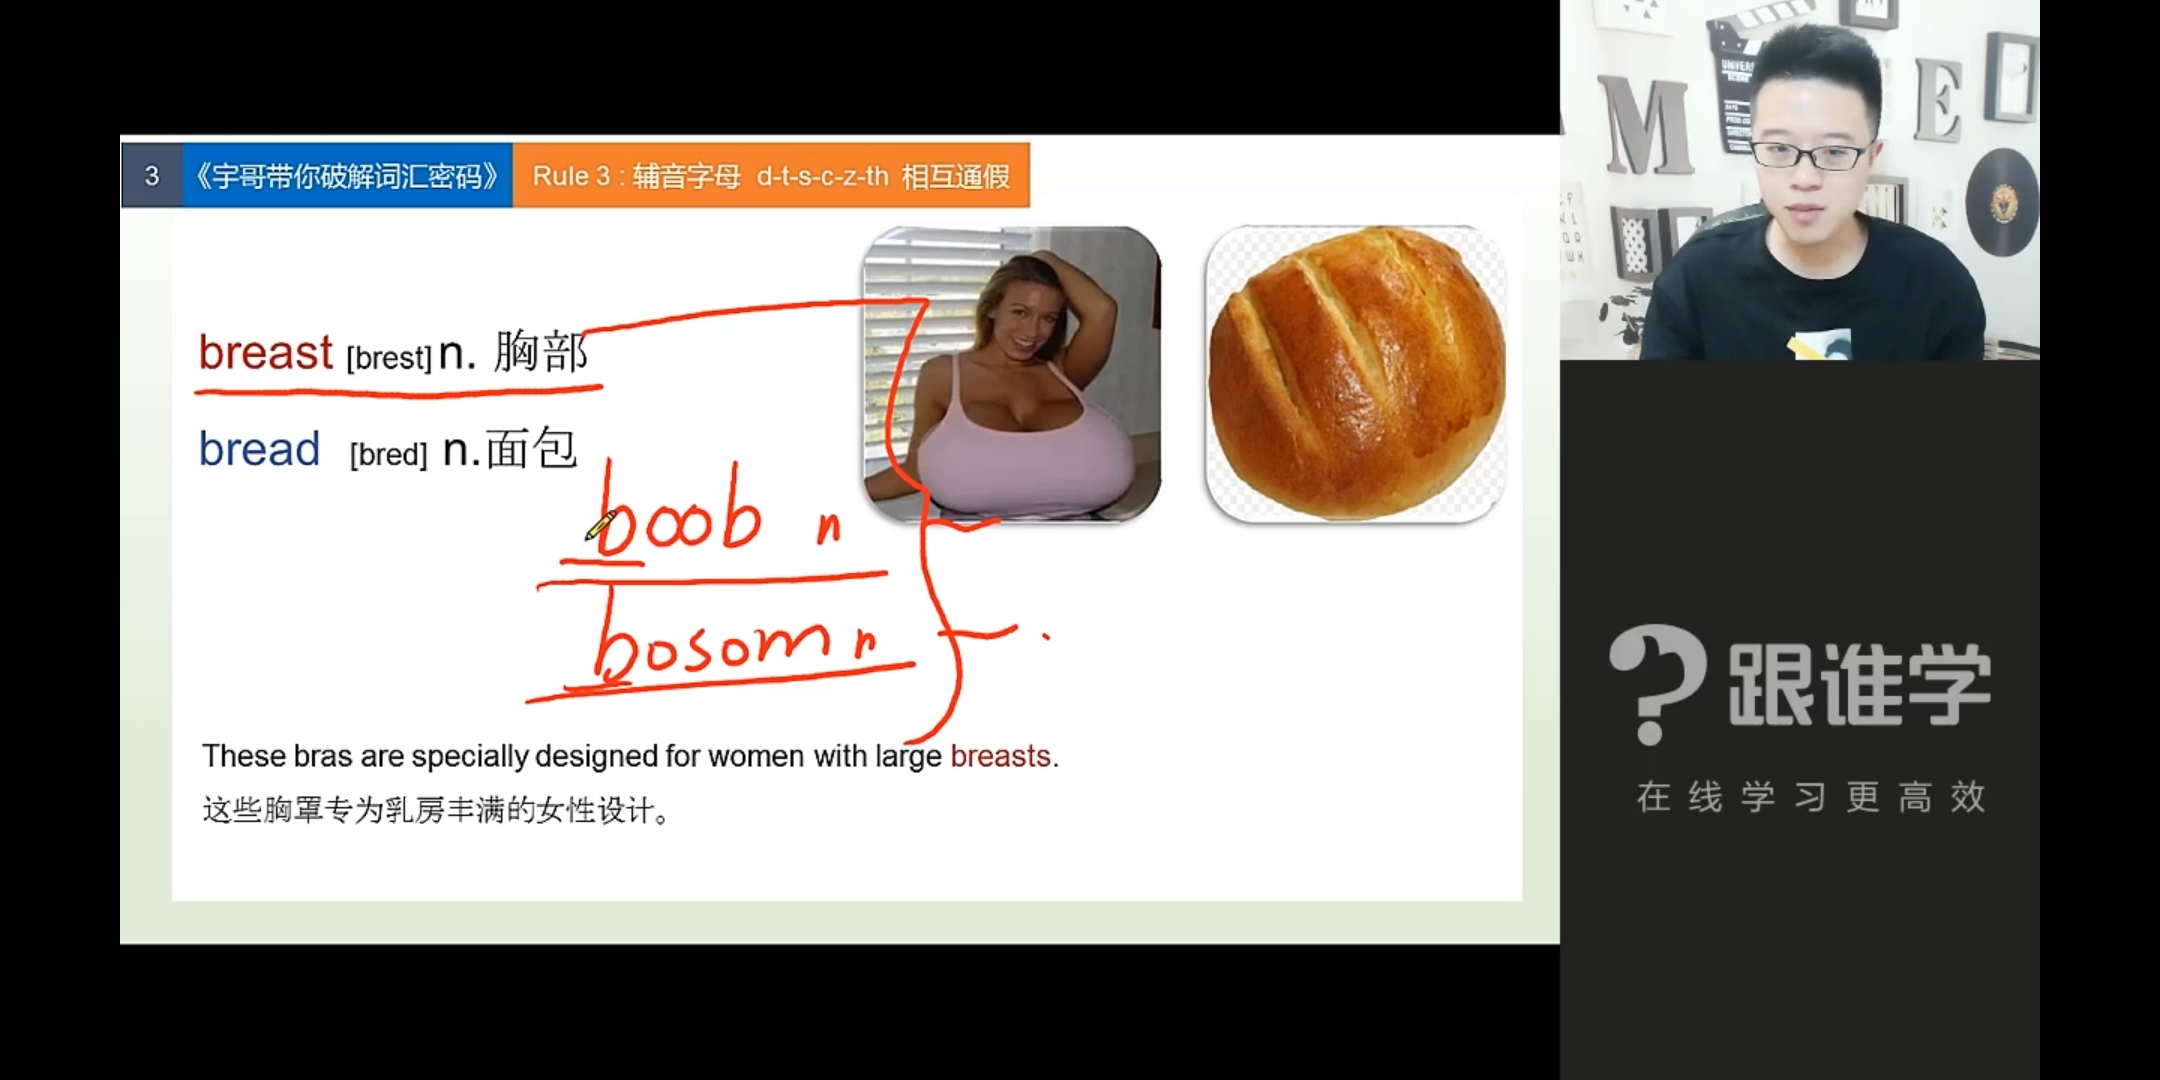 3 《宇哥带你破解词汇密码》 Rule 3 : 辅音字母 d-t-s-c-z-th 相互通假
breast [brest] n. 胸部
bread [bred] n.面包
boob n
bosom n
These bras are specially designed for women with large breasts.
这些胸罩专为乳房丰满的女性设计。
M E
跟谁学
在线学习更高效